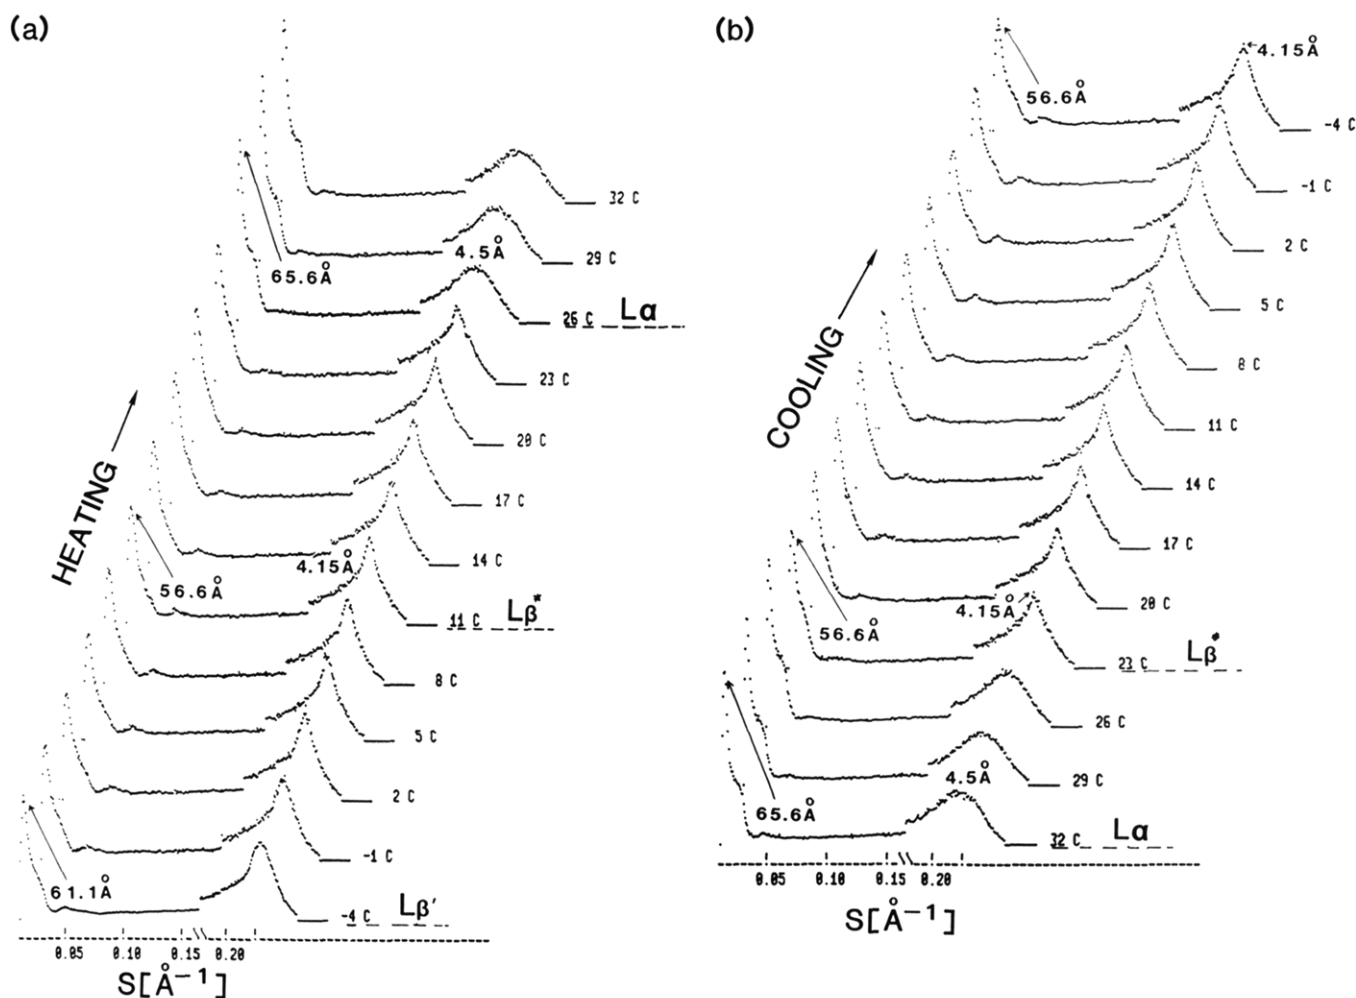 (a)
32 C
29 C
4.5Å
65.6Å
26 C Lα
23 C
20 C
17 C
HEATING
14 C
4.15Å
56.6Å
11 C Lβ*
8 C
5 C
2 C
-1 C
61.1Å
-4 C Lβ′
0.05 0.10 0.15 0.20
S[Å⁻¹]
(b)
4.15Å
56.6Å
-4 C
-1 C
2 C
5 C
8 C
COOLING
11 C
14 C
17 C
20 C
4.15Å
56.6Å
23 C Lβ*
26 C
29 C
4.5Å
65.6Å
32 C Lα
0.05 0.10 0.15 0.20
S[Å⁻¹]